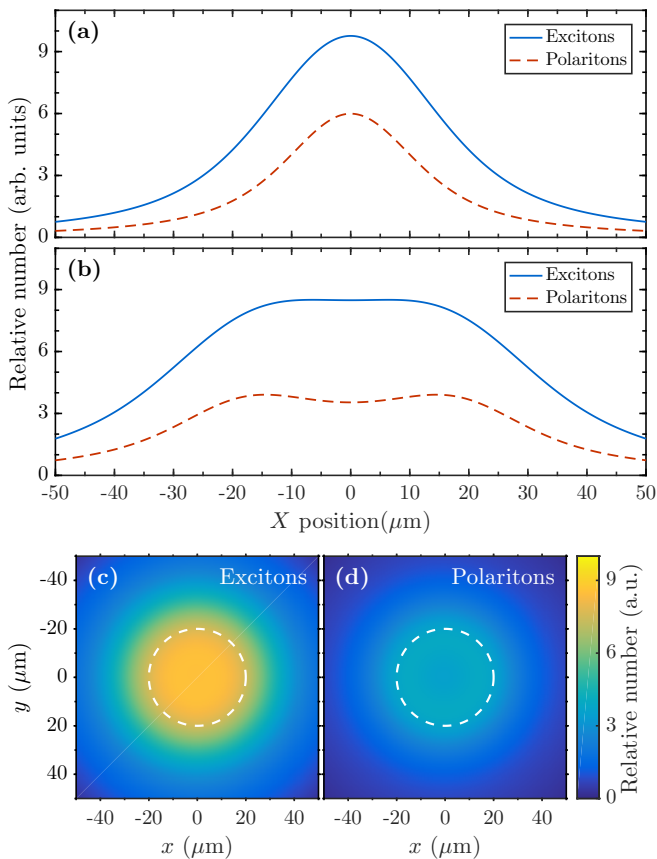 (a)
Excitons
Polaritons
9
6
3
0
(b)
Excitons
Polaritons
9
6
3
0
-50 -40 -30 -20 -10 0 10 20 30 40 50
X position(μm)
Relative number (arb. units)
(c) Excitons
(d) Polaritons
-40
-20
0
20
40
y (μm)
-40 -20 0 20 40
x (μm)
-40 -20 0 20 40
x (μm)
9
6
3
0
Relative number (a.u.)